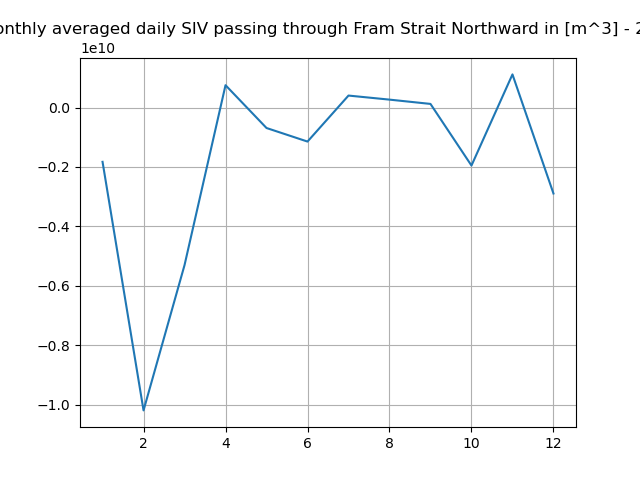 onthly averaged daily SIV passing through Fram Strait Northward in [m^3] - 2
1e10
0.0
−0.2
−0.4
−0.6
−0.8
−1.0
2 4 6 8 10 12